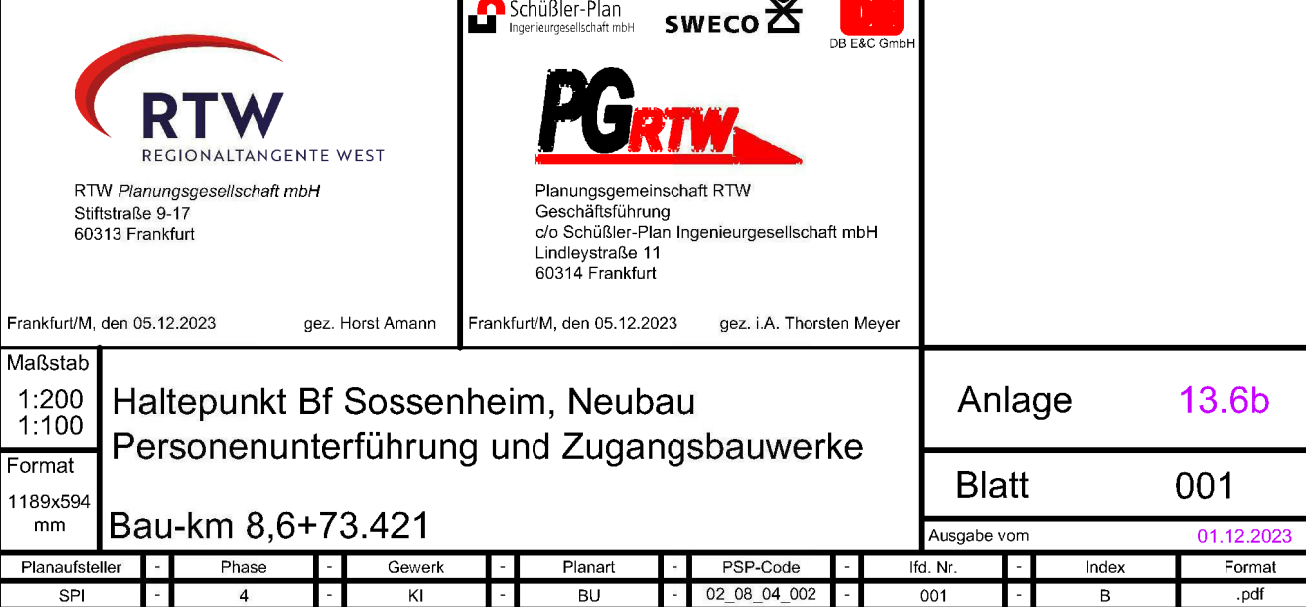 Schüßler-Plan
Ingenieurgesellschaft mbH
SWECO
DB
DB E&C GmbH
RTW
REGIONALTANGENTE WEST
PG RTW
RTW Planungsgesellschaft mbH
Stiftstraße 9-17
60313 Frankfurt
Planungsgemeinschaft RTW
Geschäftsführung
c/o Schüßler-Plan Ingenieurgesellschaft mbH
Lindleystraße 11
60314 Frankfurt
Frankfurt/M, den 05.12.2023 gez. Horst Amann
Frankfurt/M, den 05.12.2023 gez. i.A. Thorsten Meyer
Maßstab
1:200
1:100
Format
1189x594
mm
Haltepunkt Bf Sossenheim, Neubau
Personenunterführung und Zugangsbauwerke
Bau-km 8,6+73.421
Anlage 13.6b
Blatt 001
Ausgabe vom 01.12.2023
Planaufsteller - Phase - Gewerk - Planart - PSP-Code - lfd. Nr. - Index Format
SPI - 4 - KI - BU - 02_08_04_002 - 001 - B .pdf